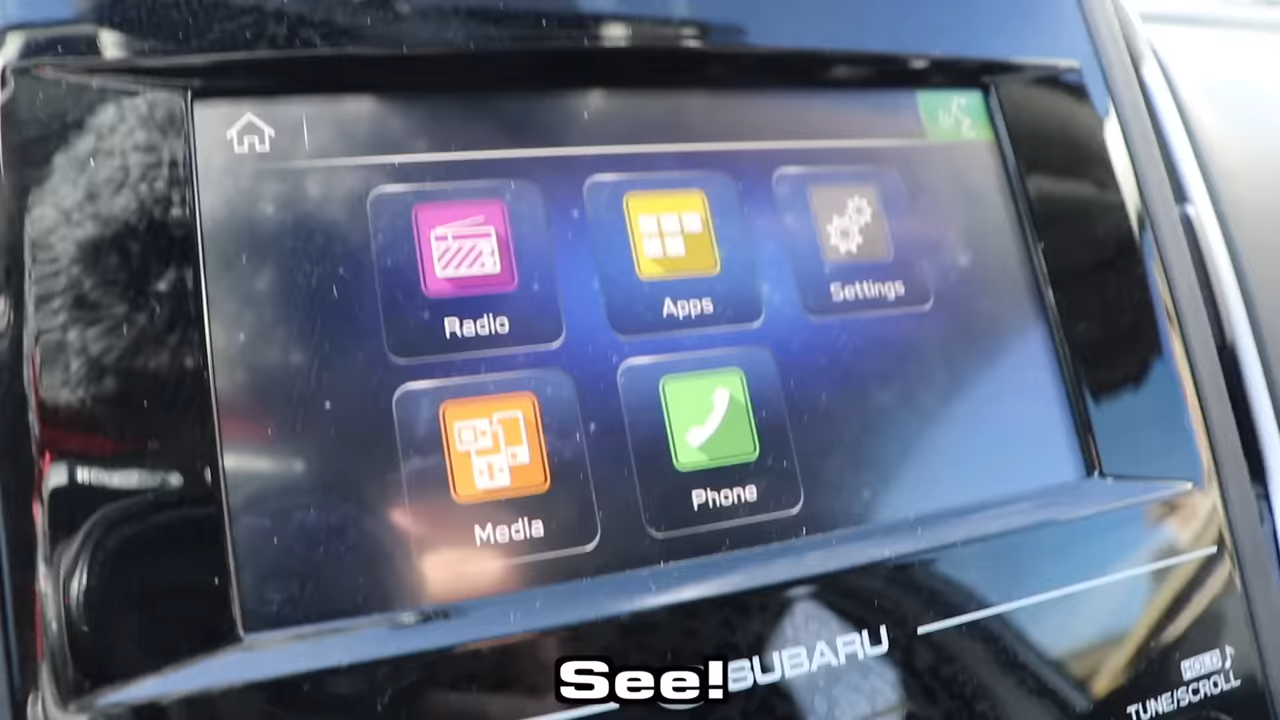 Radio
Apps
Settings
Media
Phone
SUBARU
See!
HOLD ♪
TUNE/SCROLL